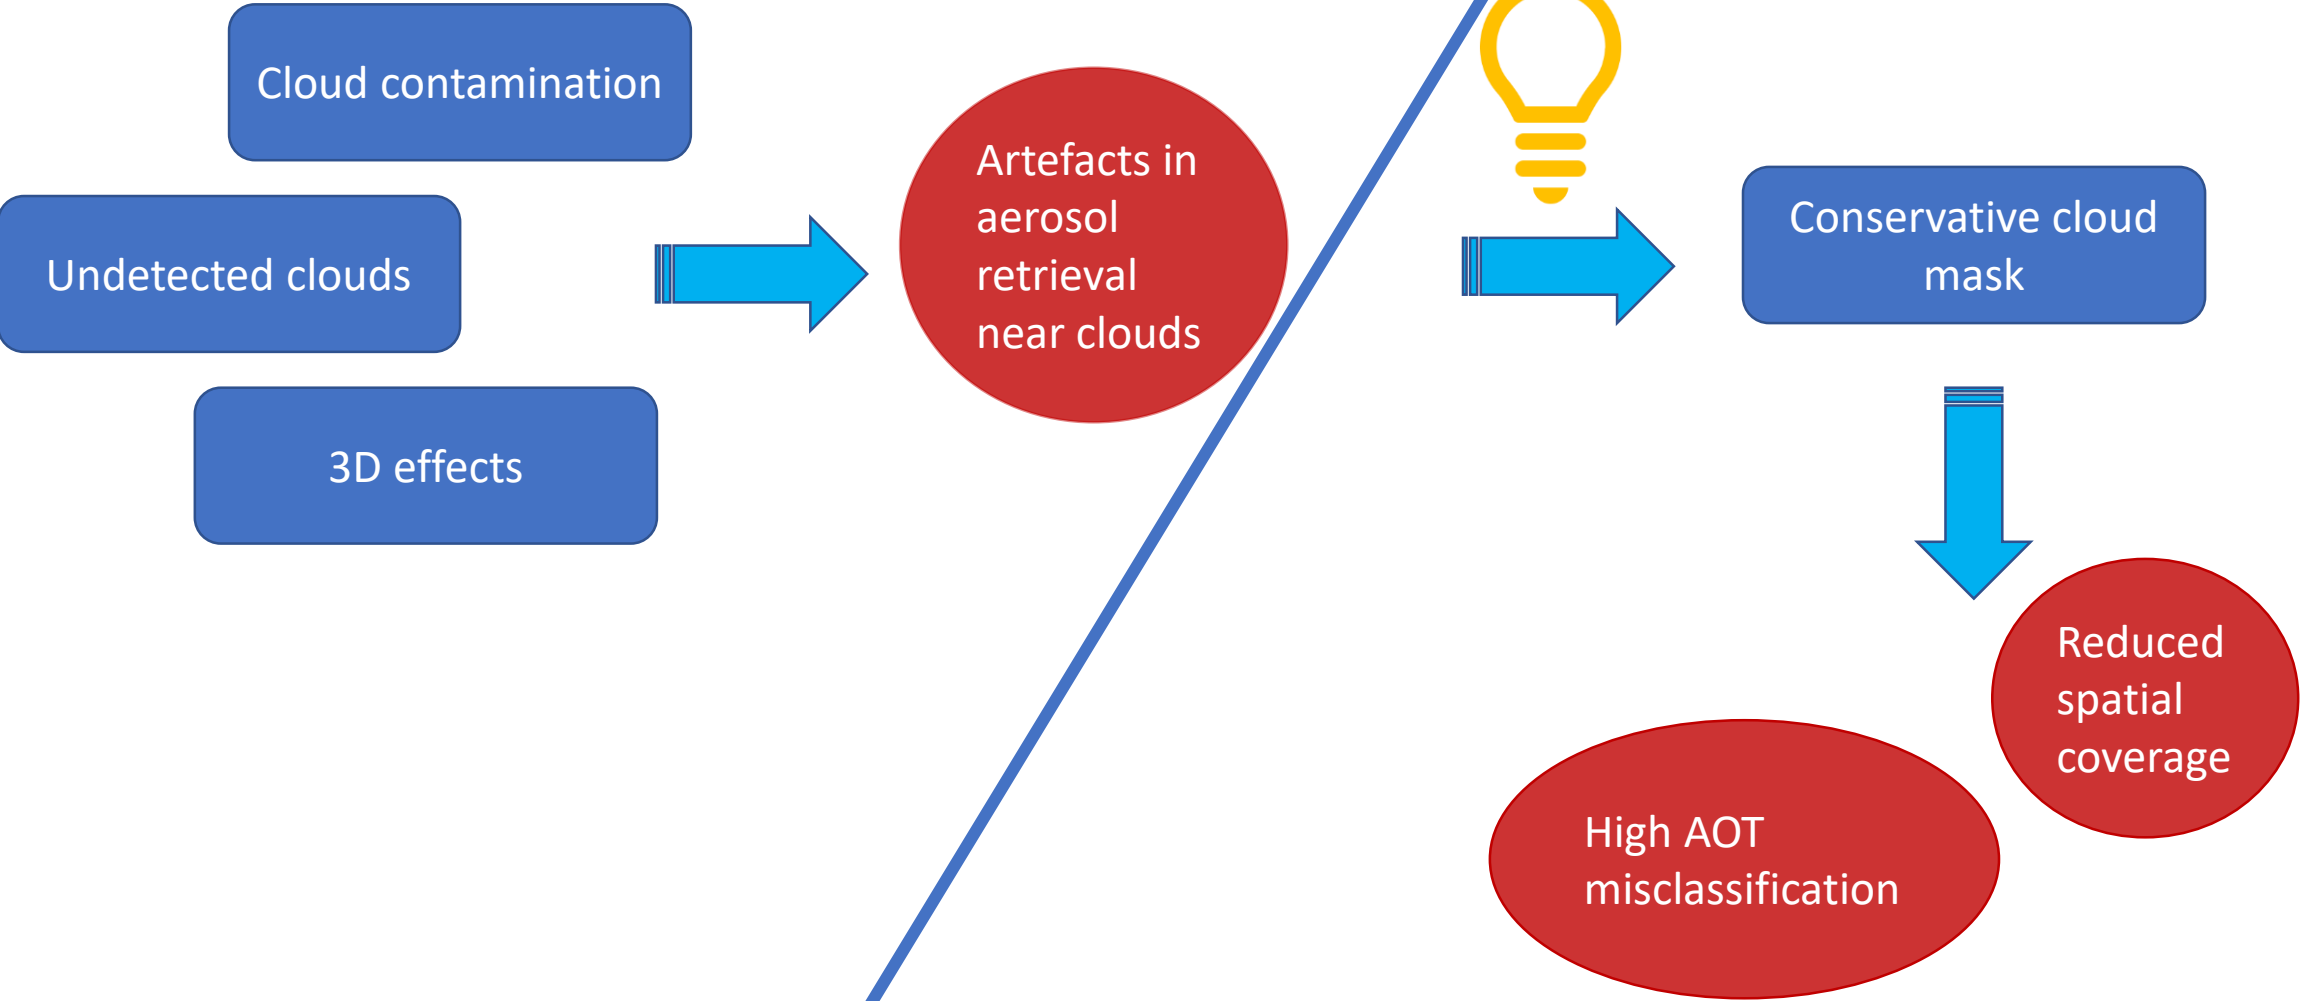 Cloud contamination
Undetected clouds
3D effects
Artefacts in
aerosol
retrieval
near clouds
Conservative cloud
mask
Reduced
spatial
coverage
High AOT
misclassification